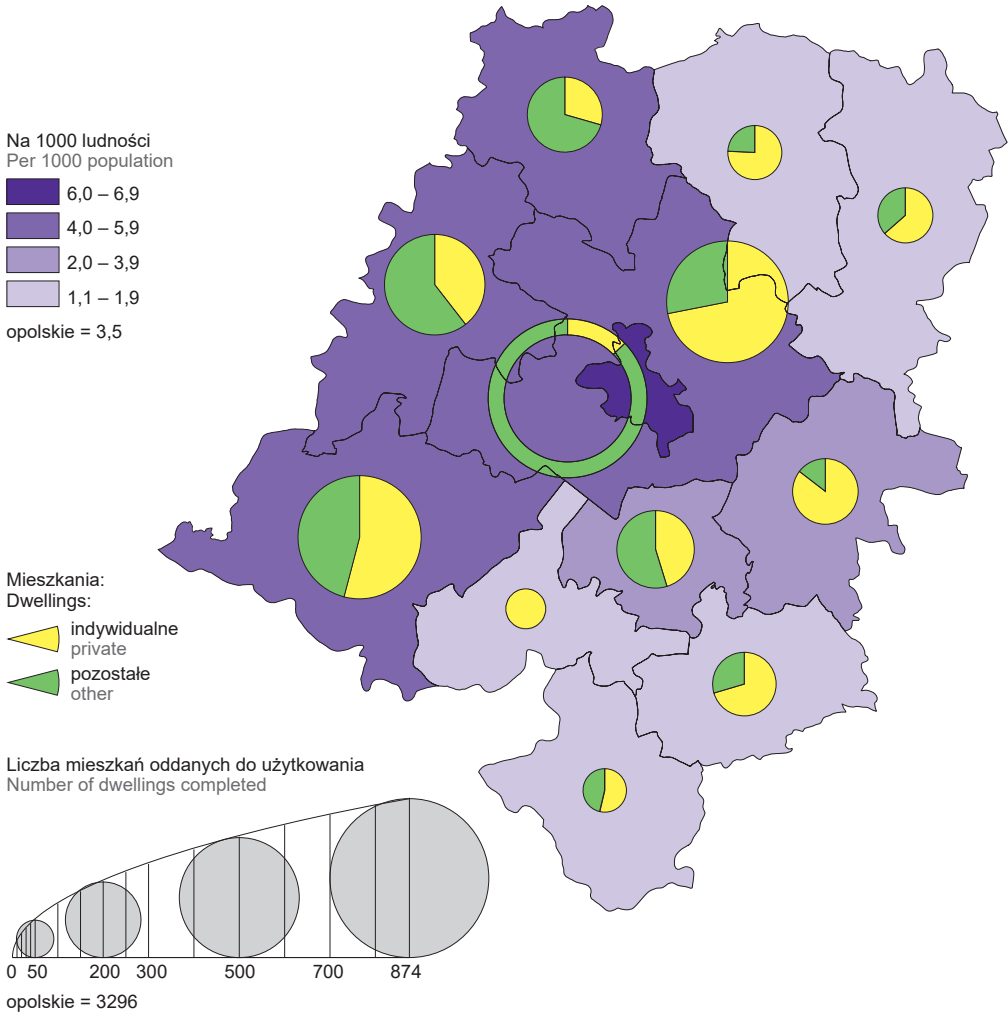 Na 1000 ludności
Per 1000 population
6,0 – 6,9
4,0 – 5,9
2,0 – 3,9
1,1 – 1,9
opolskie = 3,5
Mieszkania:
Dwellings:
indywidualne
private
pozostałe
other
Liczba mieszkań oddanych do użytkowania
Number of dwellings completed
0 50 200 300 500 700 874
opolskie = 3296